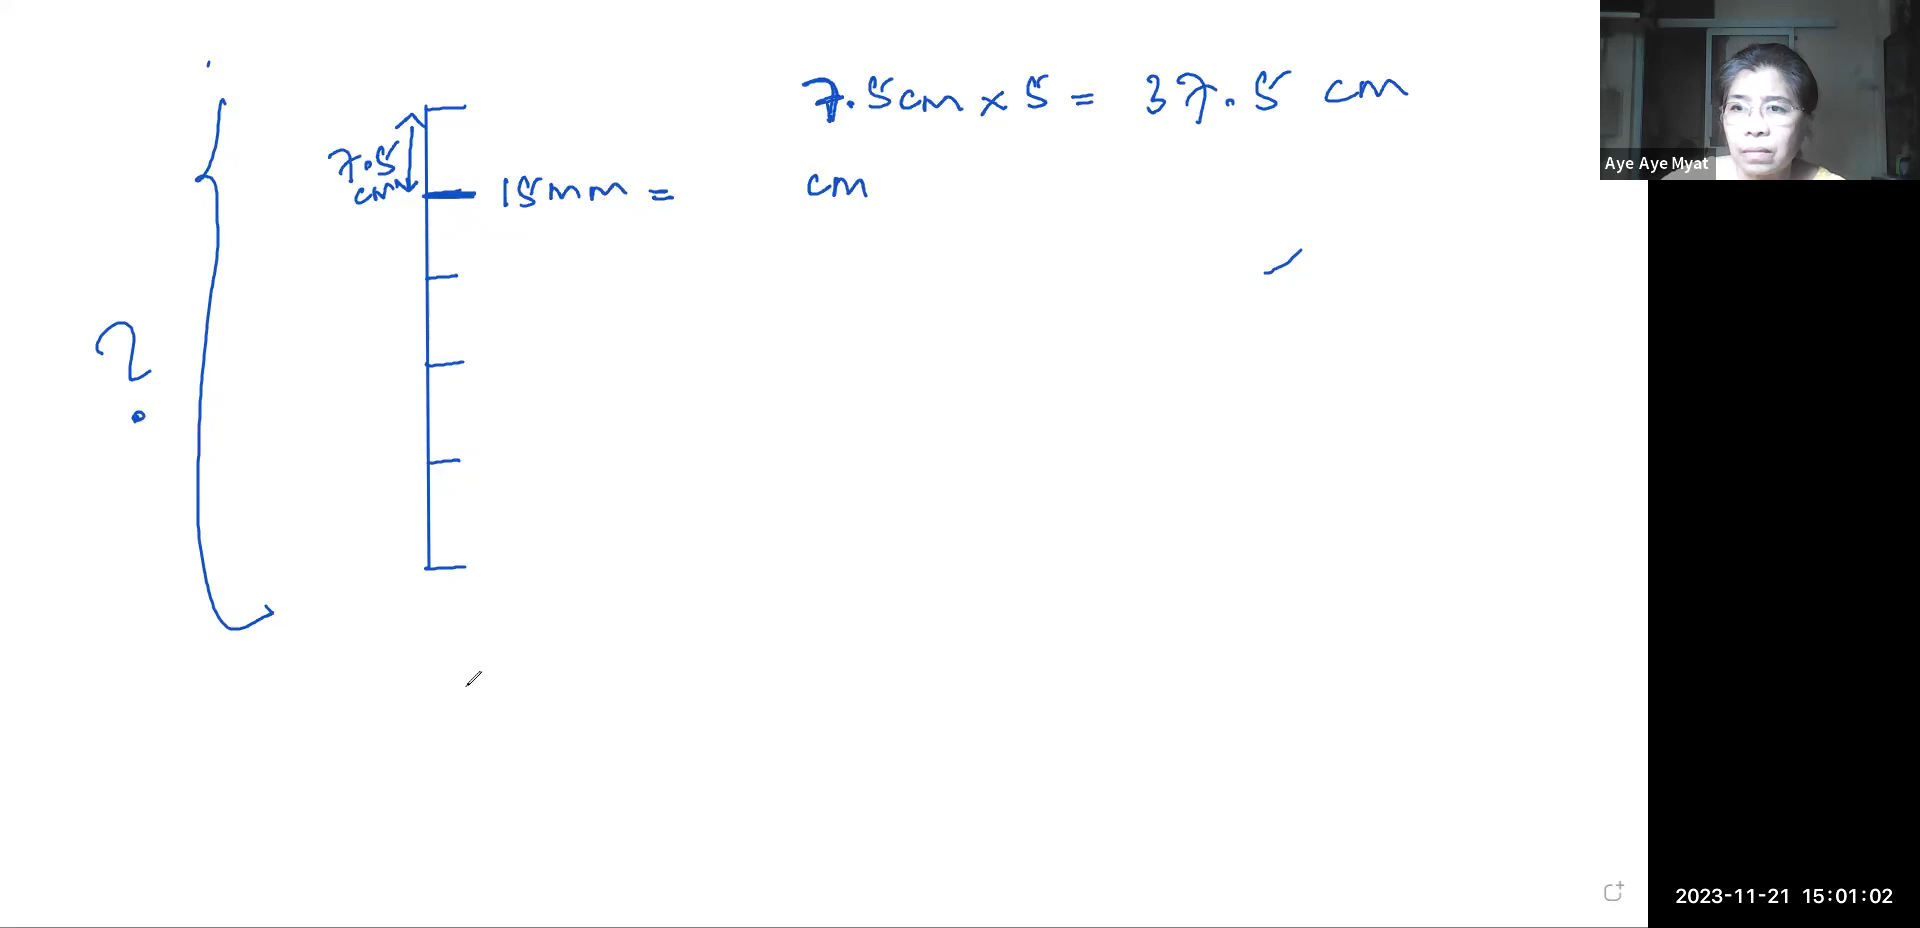 7.5cm x 5 = 37.5 cm
7.5
cm
15mm =
cm
?
Aye Aye Myat
2023-11-21 15:01:02